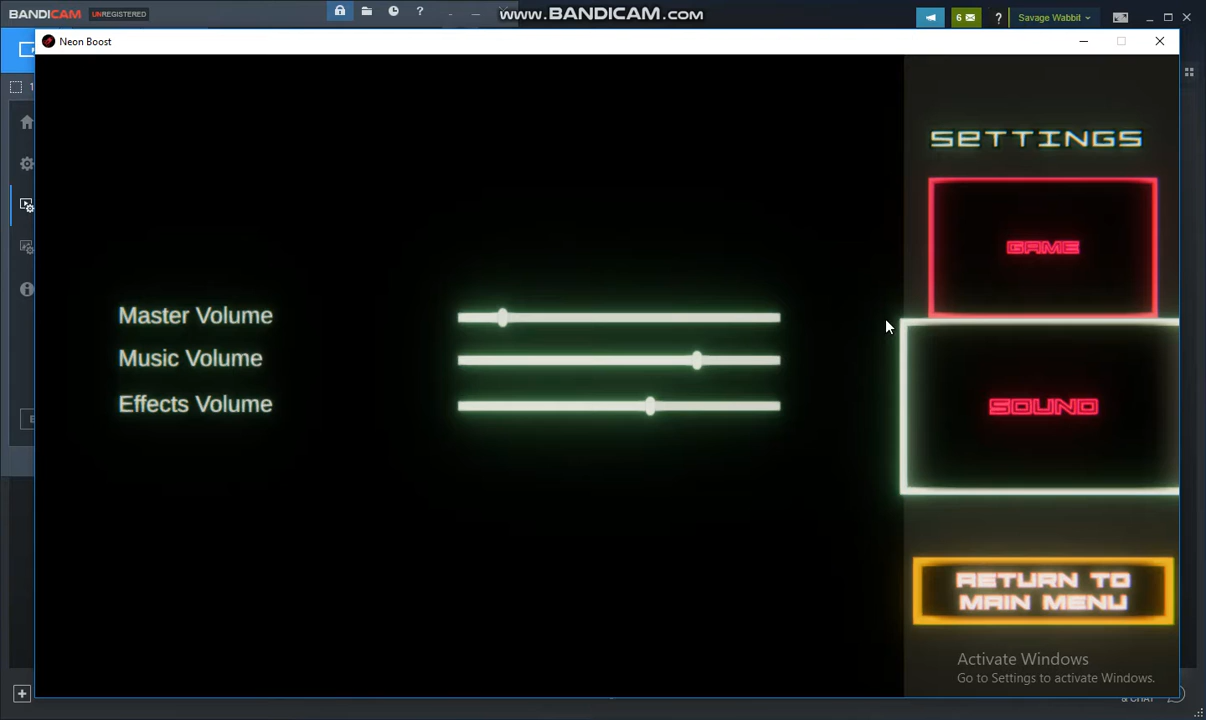 BANDICAM UNREGISTERED
www.BANDICAM.com
6
?
Savage Wabbit
Neon Boost
SETTINGS
GAME
Master Volume
Music Volume
Effects Volume
SOUND
RETURN TO
MAIN MENU
Activate Windows
Go to Settings to activate Windows.
& CHAT